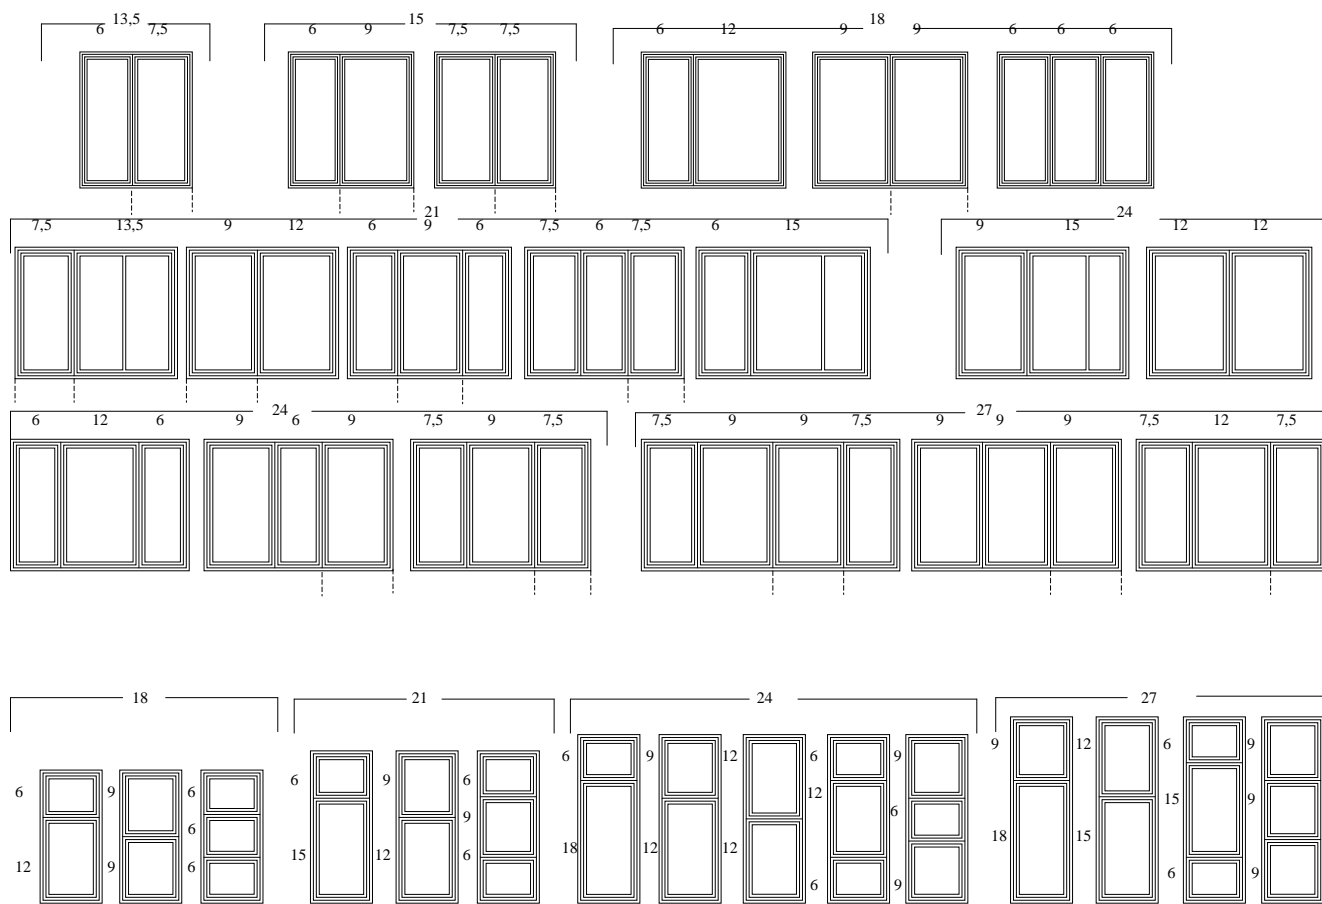 13,5 15 18
6 7,5 6 9 7,5 7,5 6 12 9 9 6 6 6
21 24
7,5 13,5 9 12 6 9 6 7,5 6 7,5 6 15 9 15 12 12
24 27
6 12 6 9 6 9 7,5 9 7,5 7,5 9 9 7,5 9 9 9 7,5 12 7,5
18 21 24 27
9 12 6 9
6 9 12 6 9
6 9 6
6 9 6 12 15 9
9 6
6 18 15
15 12 18 12 12
12 9 6 6 9
6 9